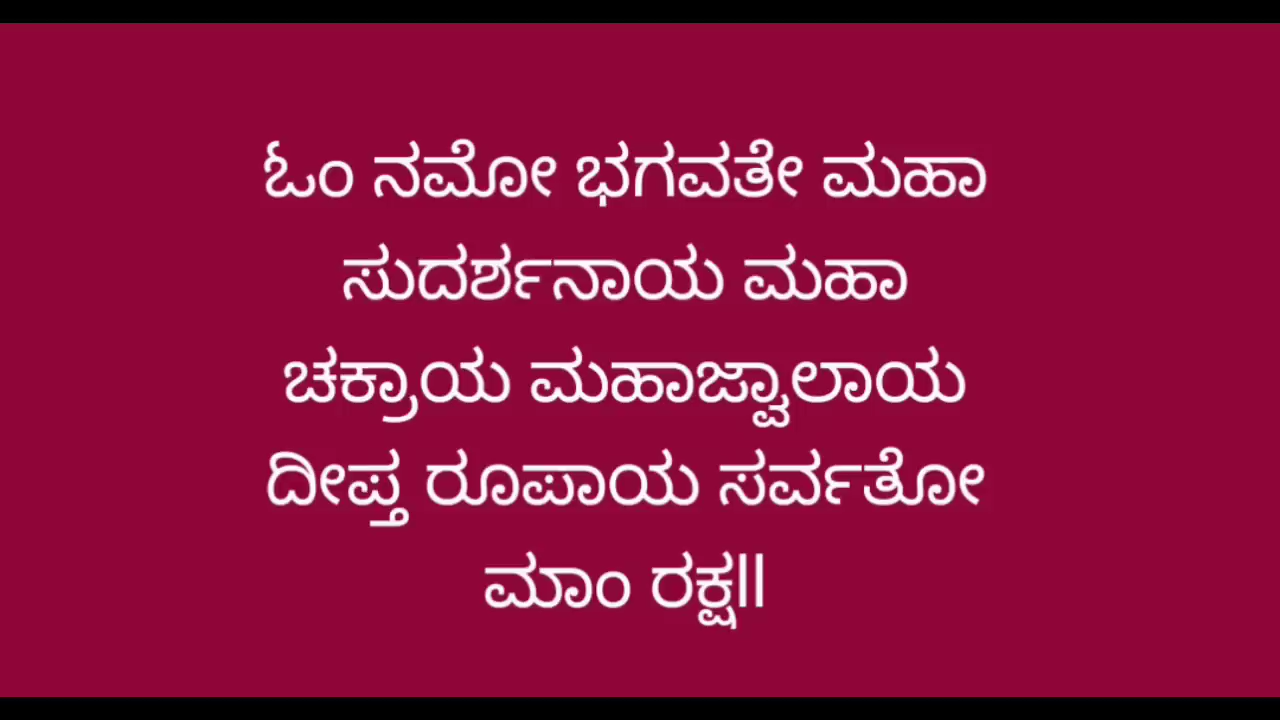 ಓಂ ನಮೋ ಭಗವತೇ ಮಹಾ
ಸುದರ್ಶನಾಯ ಮಹಾ
ಚಕ್ರಾಯ ಮಹಾಜ್ವಾಲಾಯ
ದೀಪ್ತ ರೂಪಾಯ ಸರ್ವತೋ
ಮಾಂ ರಕ್ಷ||